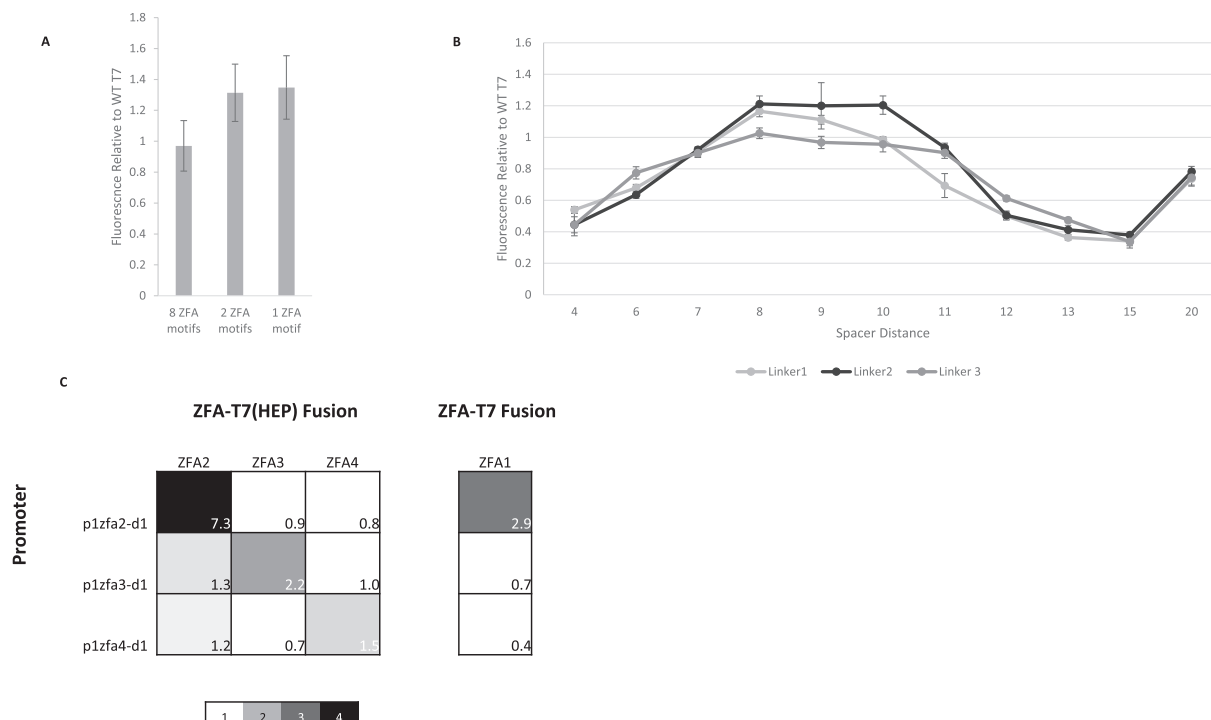 A
1.8
1.6
1.4
1.2
1
0.8
0.6
0.4
0.2
0
Fluorescnce Relative to WT T7
8 ZFA motifs
2 ZFA motifs
1 ZFA motif
B
1.6
1.4
1.2
1
0.8
0.6
0.4
0.2
0
Fluorescence Relative to WT T7
4 6 7 8 9 10 11 12 13 15 20
Spacer Distance
Linker1 Linker2 Linker 3
C
ZFA-T7(HEP) Fusion
ZFA-T7 Fusion
ZFA2 ZFA3 ZFA4 ZFA1
Promoter
p1zfa2-d1 7.3 0.9 0.8 2.9
p1zfa3-d1 1.3 2.2 1.0 0.7
p1zfa4-d1 1.2 0.7 1.5 0.4
1 2 3 4